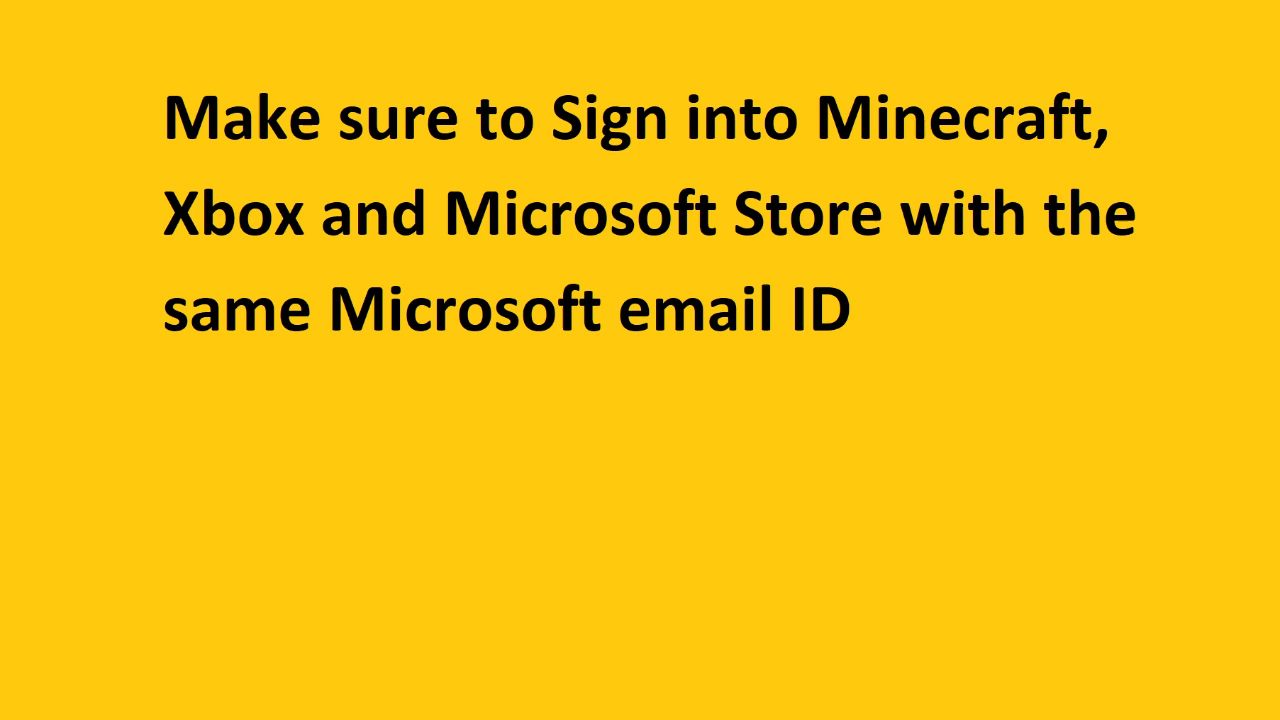 Make sure to Sign into Minecraft,
Xbox and Microsoft Store with the
same Microsoft email ID